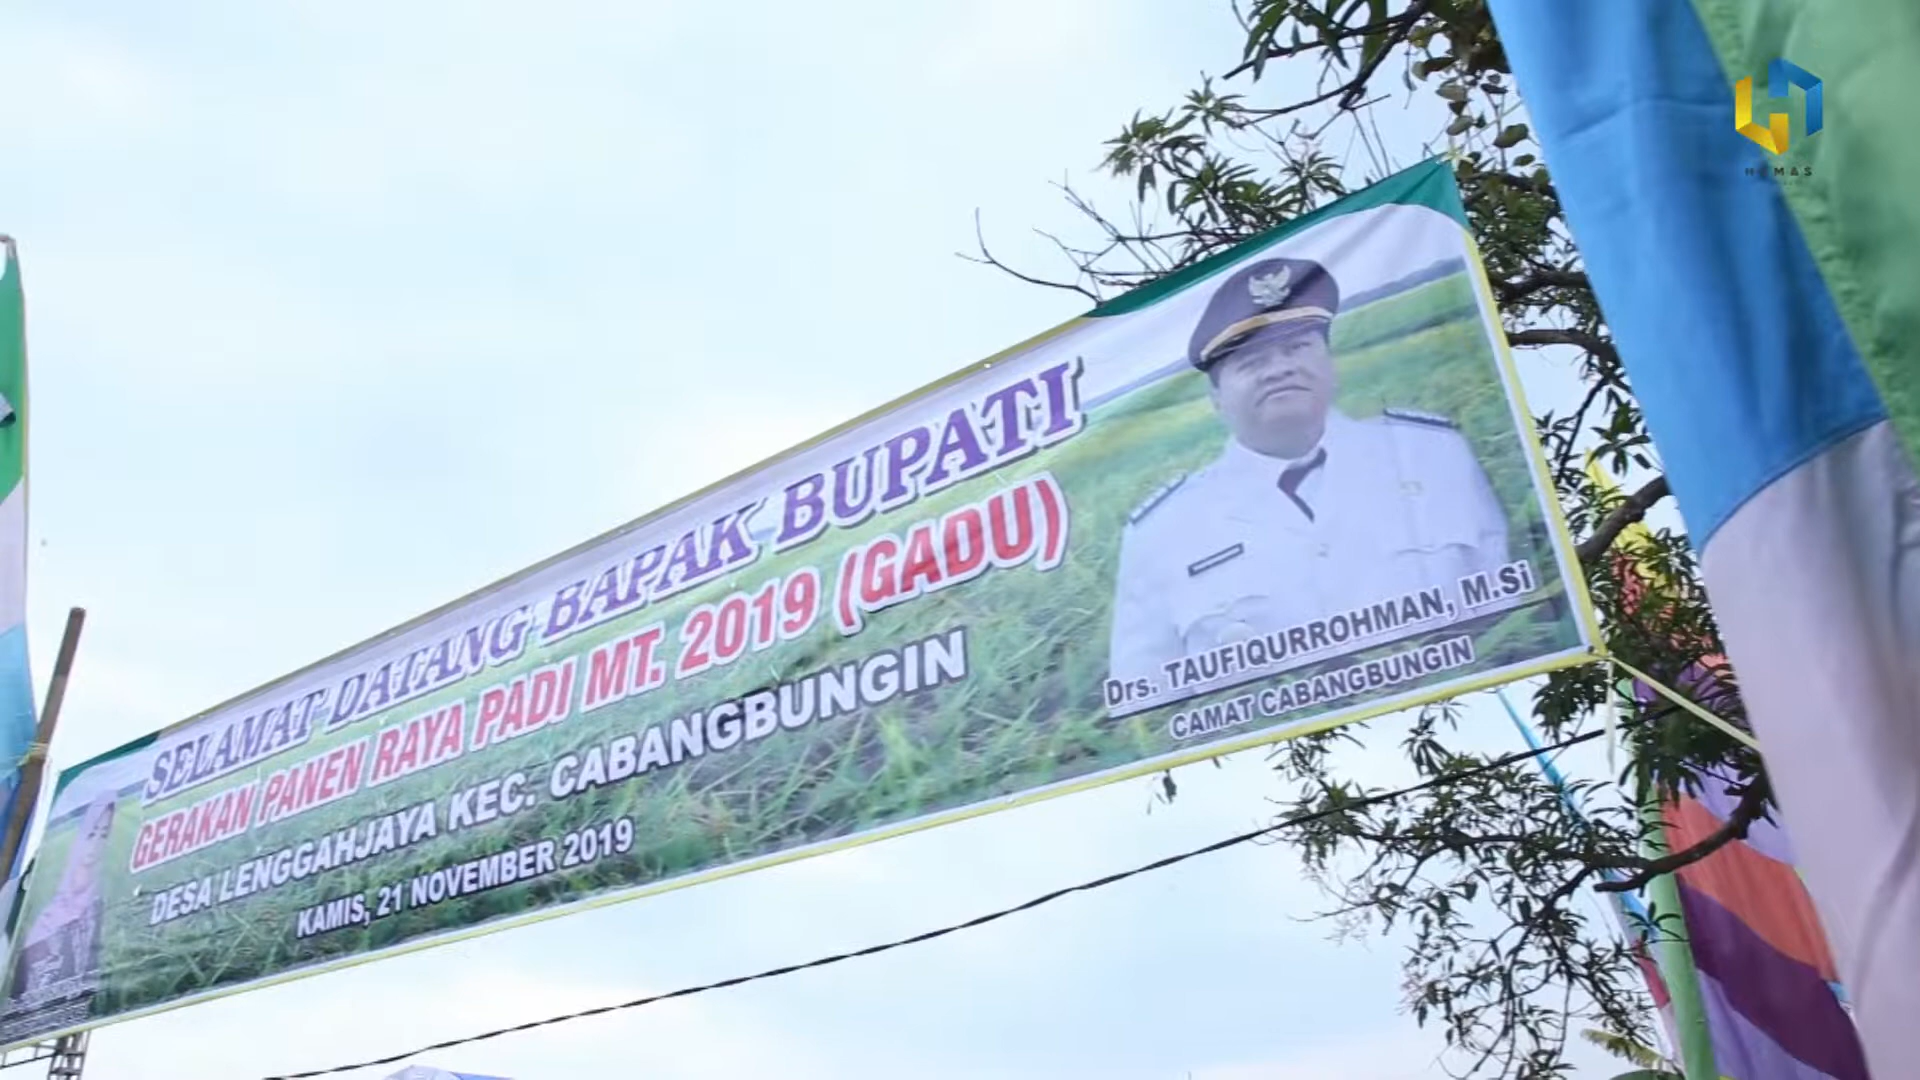 HUMAS
SELAMAT DATANG BAPAK BUPATI
GERAKAN PANEN RAYA PADI MT. 2019 (GADU)
DESA LENGGAHJAYA KEC. CABANGBUNGIN
KAMIS, 21 NOVEMBER 2019
Drs. TAUFIQURROHMAN, M.Si
CAMAT CABANGBUNGIN